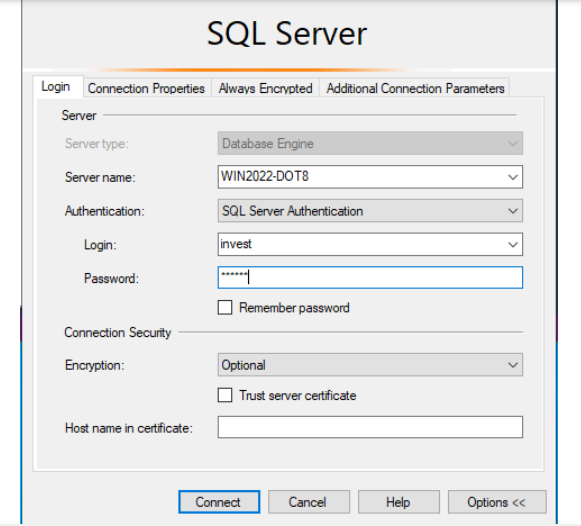 SQL Server
Login Connection Properties Always Encrypted Additional Connection Parameters
Server
Server type: Database Engine
Server name: WIN2022-DOT8
Authentication: SQL Server Authentication
Login: invest
Password: ******
Remember password
Connection Security
Encryption: Optional
Trust server certificate
Host name in certificate:
Connect Cancel Help Options <<